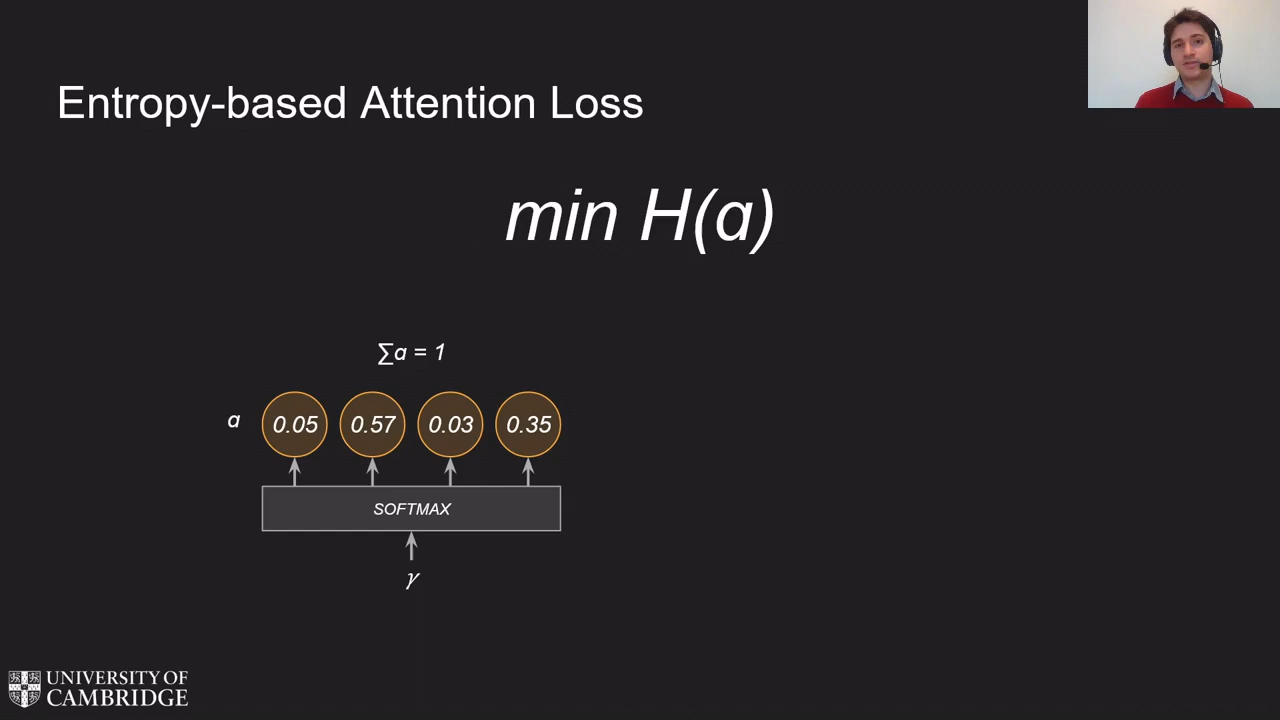 Entropy-based Attention Loss
min H(α)
∑α = 1
α 0.05 0.57 0.03 0.35
SOFTMAX
γ
UNIVERSITY OF
CAMBRIDGE